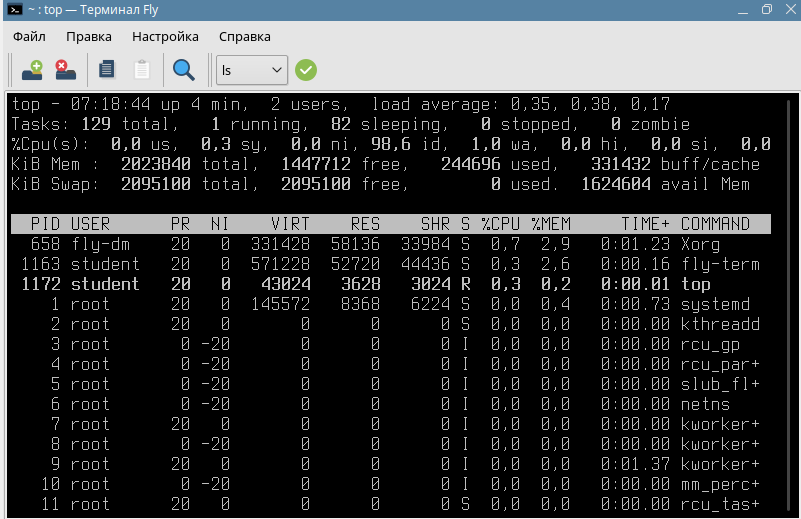 ~ : top — Терминал Fly
Файл Правка Настройка Справка
ls
top - 07:18:44 up 4 min, 2 users, load average: 0,35, 0,38, 0,17
Tasks: 129 total, 1 running, 82 sleeping, 0 stopped, 0 zombie
%Cpu(s): 0,0 us, 0,3 sy, 0,0 ni, 98,6 id, 1,0 wa, 0,0 hi, 0,0 si, 0,0
KiB Mem : 2023840 total, 1447712 free, 244696 used, 331432 buff/cache
KiB Swap: 2095100 total, 2095100 free, 0 used. 1624604 avail Mem
PID USER PR NI VIRT RES SHR S %CPU %MEM TIME+ COMMAND
658 fly-dm 20 0 331428 58136 33984 S 0,7 2,9 0:01.23 Xorg
1163 student 20 0 571228 52720 44436 S 0,3 2,6 0:00.16 fly-term
1172 student 20 0 43024 3628 3024 R 0,3 0,2 0:00.01 top
1 root 20 0 145572 8368 6224 S 0,0 0,4 0:00.73 systemd
2 root 20 0 0 0 0 S 0,0 0,0 0:00.00 kthreadd
3 root 0 -20 0 0 0 I 0,0 0,0 0:00.00 rcu_gp
4 root 0 -20 0 0 0 I 0,0 0,0 0:00.00 rcu_par+
5 root 0 -20 0 0 0 I 0,0 0,0 0:00.00 slub_fl+
6 root 0 -20 0 0 0 I 0,0 0,0 0:00.00 netns
7 root 20 0 0 0 0 I 0,0 0,0 0:00.00 kworker+
8 root 0 -20 0 0 0 I 0,0 0,0 0:00.00 kworker+
9 root 20 0 0 0 0 I 0,0 0,0 0:01.37 kworker+
10 root 0 -20 0 0 0 I 0,0 0,0 0:00.00 mm_perc+
11 root 20 0 0 0 0 S 0,0 0,0 0:00.00 rcu_tas+